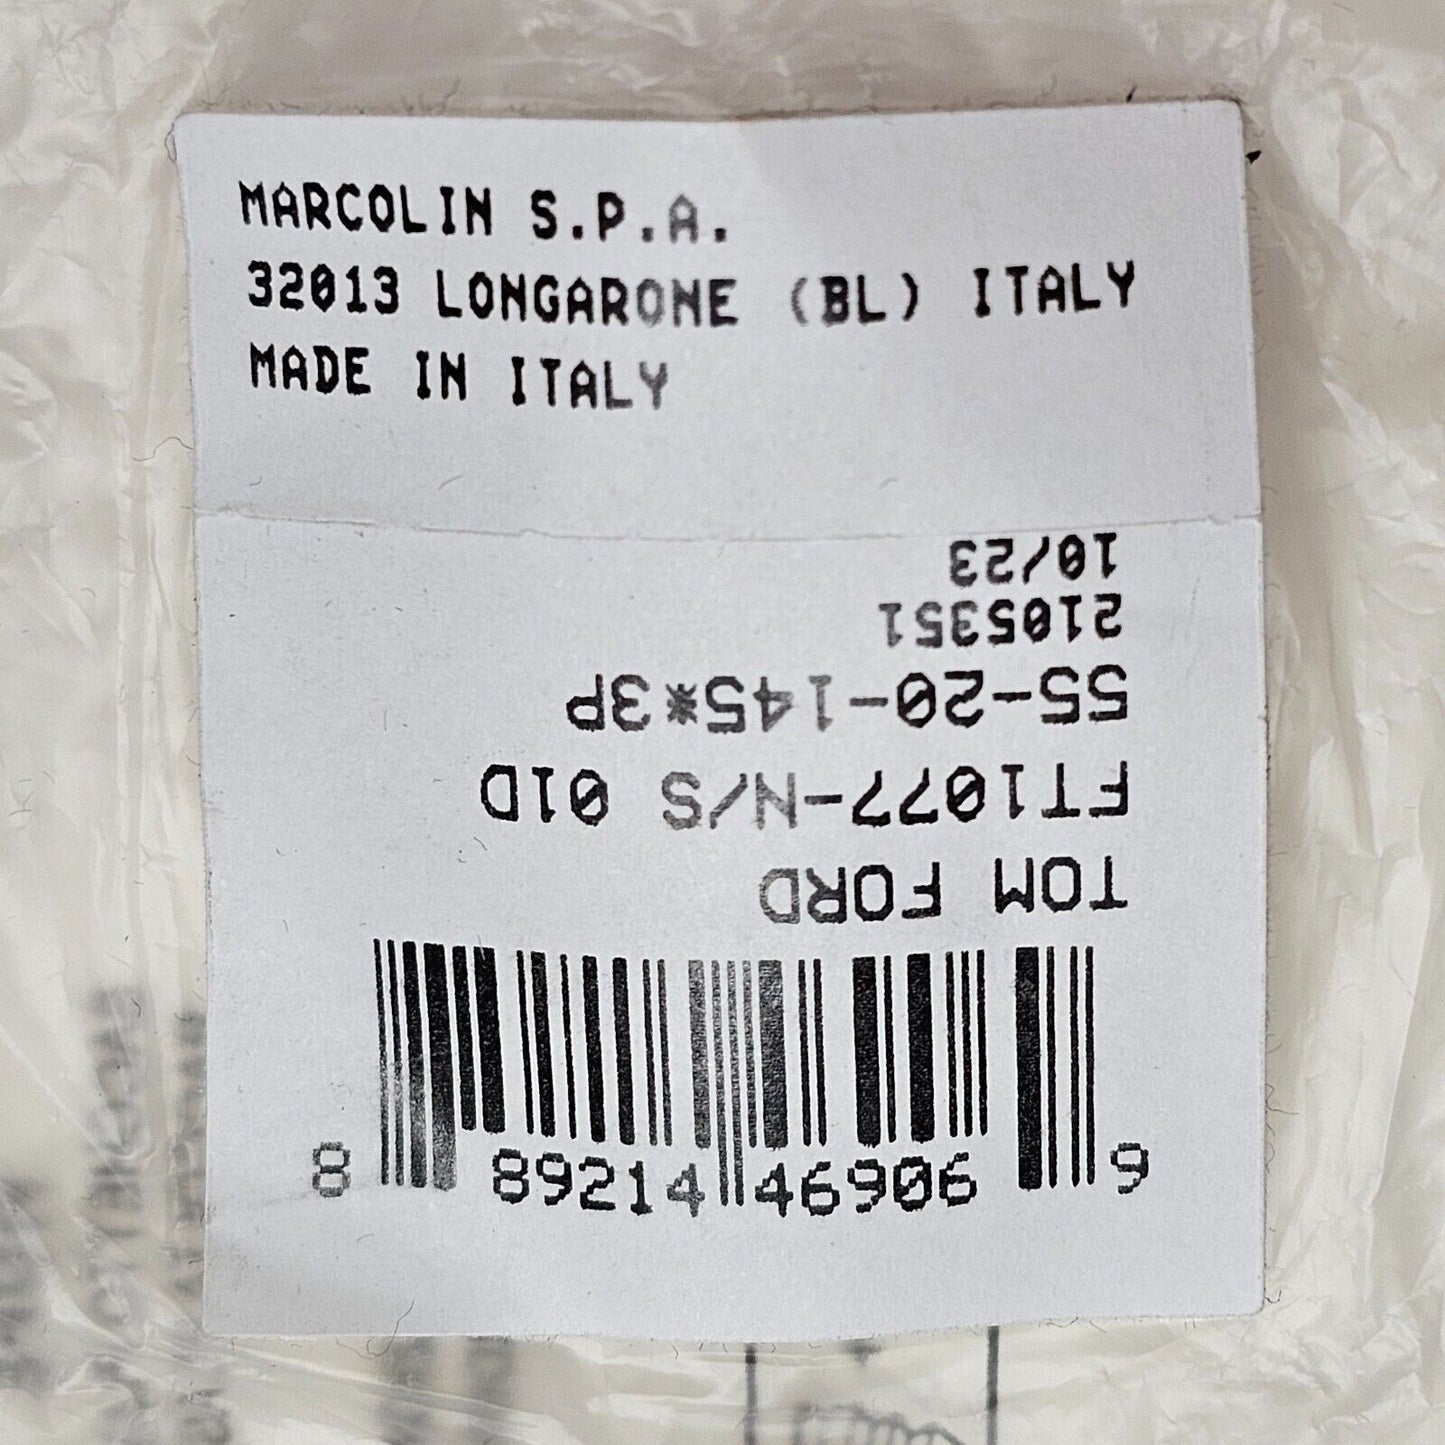 MARCOLIN S.P.A.
32013 LONGARONE (BL) ITALY
MADE IN ITALY
TOM FORD
FT1077-N/S 01D
55-20-145*3P
2105351
10/23
8 89214 46906 9